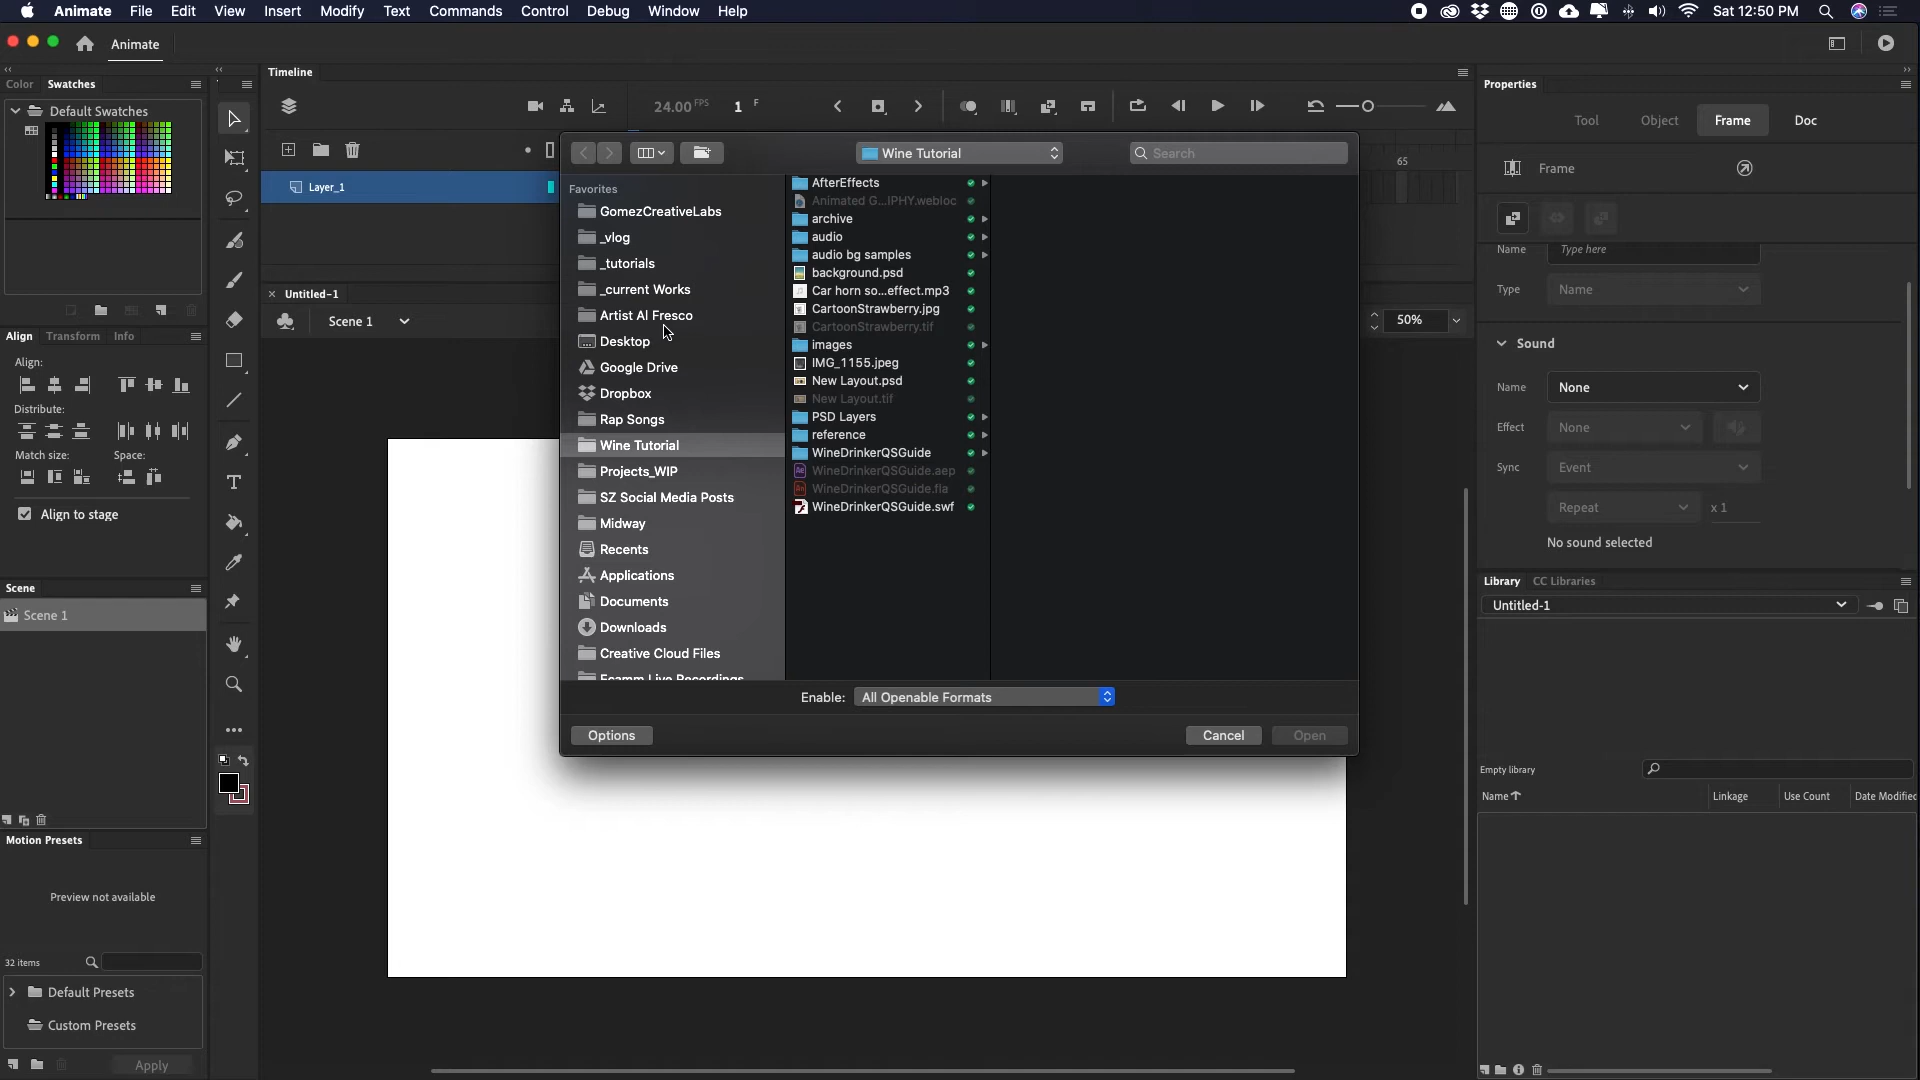 Animate File Edit View Insert Modify Text Commands Control Debug Window Help Sat 12:50 PM
Animate
Color Swatches
Default Swatches
Timeline
24.00 FPS 1 F
Layer_1
65
Untitled-1
Scene 1
50%
Align Transform Info
Align:
Distribute:
Match size: Space:
Align to stage
Scene
Scene 1
Motion Presets
Preview not available
32 items
Default Presets
Custom Presets
Apply
Wine Tutorial
Search
Favorites
GomezCreativeLabs
_vlog
_tutorials
_current Works
Artist Al Fresco
Desktop
Google Drive
Dropbox
Rap Songs
Wine Tutorial
Projects_WIP
SZ Social Media Posts
Midway
Recents
Applications
Documents
Downloads
Creative Cloud Files
Ecamm Live Recordings
AfterEffects
Animated G...IPHY.webloc
archive
audio
audio bg samples
background.psd
Car horn so...effect.mp3
CartoonStrawberry.jpg
CartoonStrawberry.tif
images
IMG_1155.jpeg
New Layout.psd
New Layout.tif
PSD Layers
reference
WineDrinkerQSGuide
WineDrinkerQSGuide.aep
WineDrinkerQSGuide.fla
WineDrinkerQSGuide.swf
Enable: All Openable Formats
Options Cancel Open
Properties
Tool Object Frame Doc
Frame
Name Type here
Type Name
Sound
Name None
Effect None
Sync Event
Repeat x 1
No sound selected
Library CC Libraries
Untitled-1
Empty library
Name Linkage Use Count Date Modified